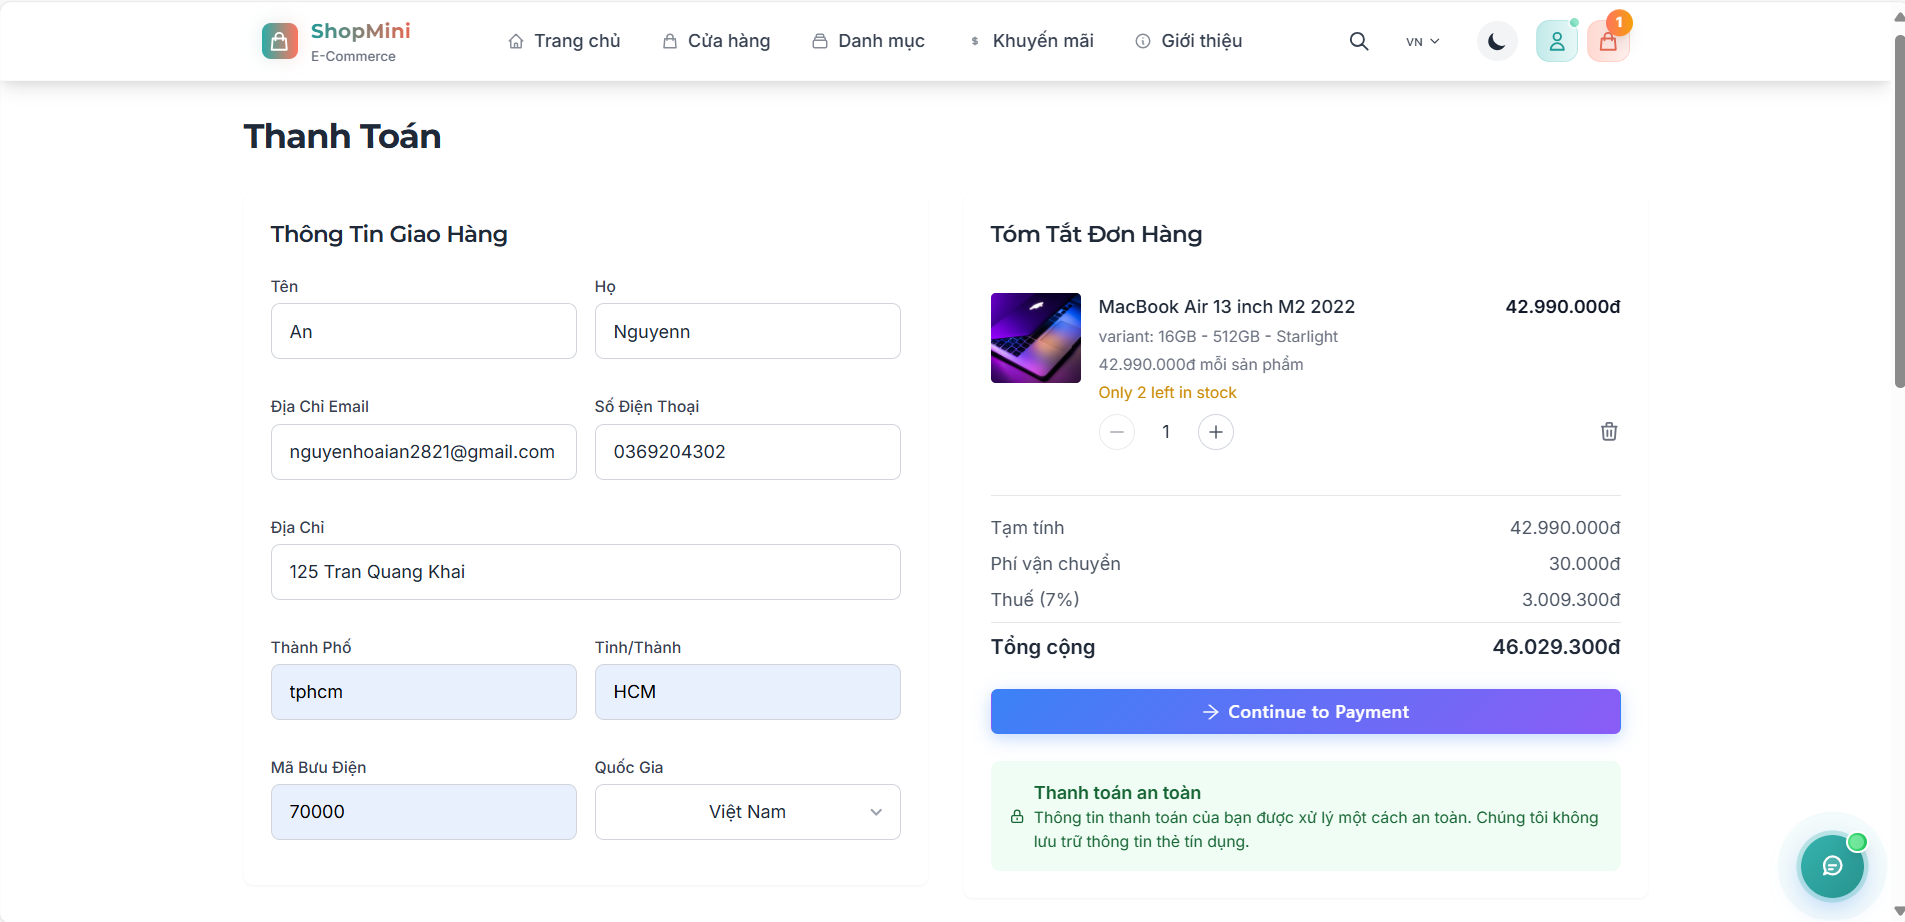 ShopMini
E-Commerce
Trang chủ
Cửa hàng
Danh mục
$ Khuyến mãi
Giới thiệu
VN
1
Thanh Toán
Thông Tin Giao Hàng
Tên
Họ
An
Nguyenn
Địa Chỉ Email
Số Điện Thoại
nguyenhoaian2821@gmail.com
0369204302
Địa Chỉ
125 Tran Quang Khai
Thành Phố
Tỉnh/Thành
tphcm
HCM
Mã Bưu Điện
Quốc Gia
70000
Việt Nam
Tóm Tắt Đơn Hàng
MacBook Air 13 inch M2 2022
42.990.000đ
variant: 16GB - 512GB - Starlight
42.990.000đ mỗi sản phẩm
Only 2 left in stock
1
Tạm tính
42.990.000đ
Phí vận chuyển
30.000đ
Thuế (7%)
3.009.300đ
Tổng cộng
46.029.300đ
Continue to Payment
Thanh toán an toàn
Thông tin thanh toán của bạn được xử lý một cách an toàn. Chúng tôi không
lưu trữ thông tin thẻ tín dụng.